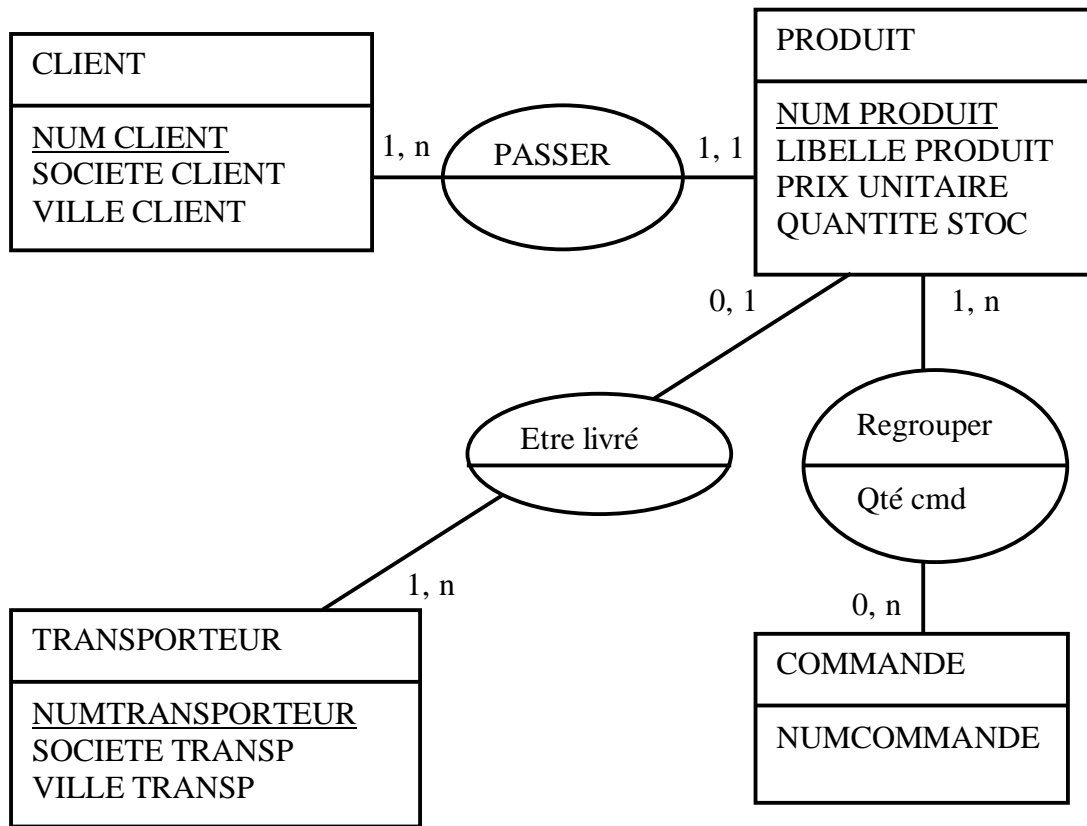 CLIENT
NUM CLIENT
SOCIETE CLIENT
VILLE CLIENT
1, n
PASSER
1, 1
PRODUIT
NUM PRODUIT
LIBELLE PRODUIT
PRIX UNITAIRE
QUANTITE STOC
0, 1
1, n
Etre livré
Regrouper
Qté cmd
1, n
0, n
TRANSPORTEUR
NUMTRANSPORTEUR
SOCIETE TRANSP
VILLE TRANSP
COMMANDE
NUMCOMMANDE